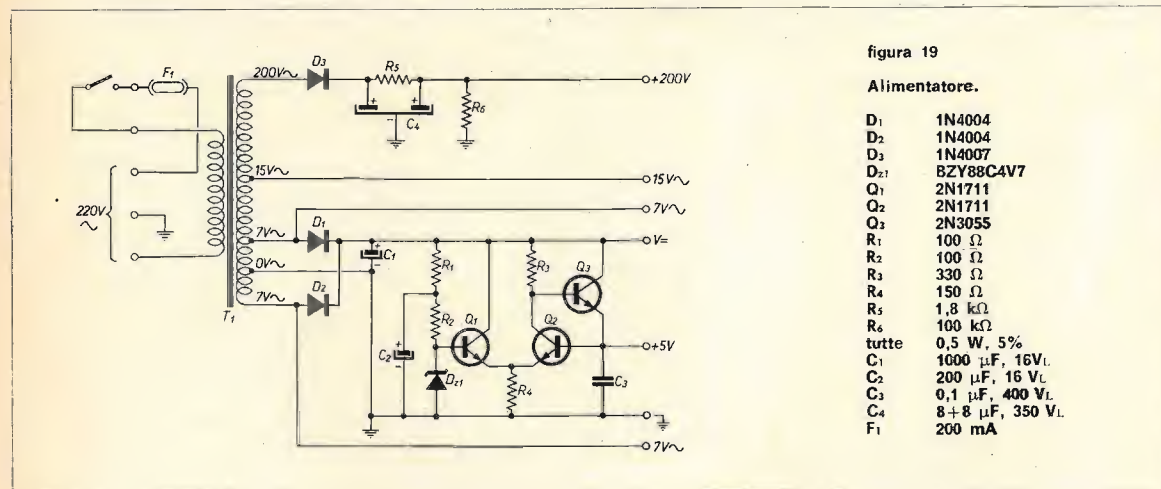 figura 19
Alimentatore.
D1 1N4004
D2 1N4004
D3 1N4007
Dz1 BZY88C4V7
Q1 2N1711
Q2 2N1711
Q3 2N3055
R1 100 Ω
R2 100 Ω
R3 330 Ω
R4 150 Ω
R5 1,8 kΩ
R6 100 kΩ
tutte 0,5 W, 5%
C1 1000 μF, 16VL
C2 200 μF, 16 VL
C3 0,1 μF, 400 VL
C4 8+8 μF, 350 VL
F1 200 mA
F1
220V ~
T1
200V~
D3
R5
+
+
-
C4
R6
+200V
15V~
15V~
7V~
7V~
D1
+
C1
V=
0V~
7V~
D2
R1
R2
+
C2
-
Dz1
Q1
R3
Q3
Q2
R4
C3
+5V
7V~